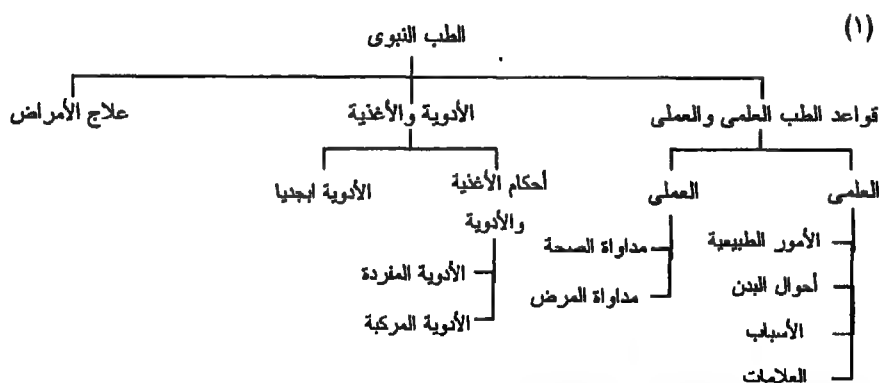 (١)
الطب النبوى
قواعد الطب العلمى والعملى
الأدوية والأغذية
علاج الأمراض
العلمى
العملى
أحكام الأغذية
والأدوية
الأدوية ابجديا
الأمور الطبيعية
أحوال البدن
الأسباب
العلامات
مداواة الصحة
مداواة المرض
الأدوية المفردة
الأدوية المركبة